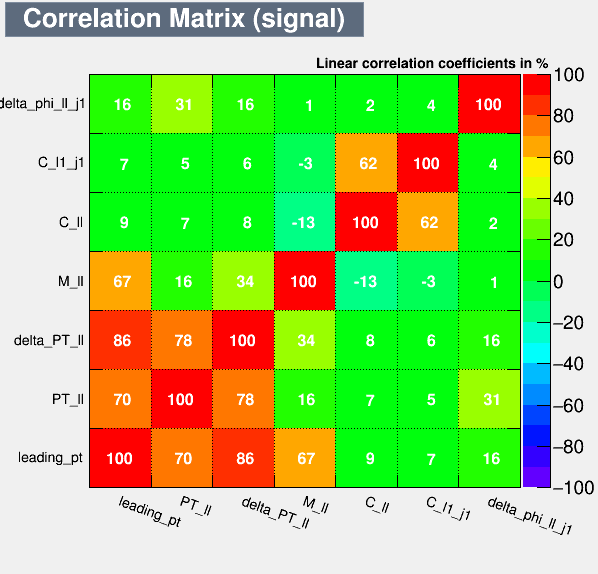 Correlation Matrix (signal)
Linear correlation coefficients in %
delta_phi_ll_j1 16 31 16 1 2 4 100
C_l1_j1 7 5 6 -3 62 100 4
C_ll 9 7 8 -13 100 62 2
M_ll 67 16 34 100 -13 -3 1
delta_PT_ll 86 78 100 34 8 6 16
PT_ll 70 100 78 16 7 5 31
leading_pt 100 70 86 67 9 7 16
leading_pt PT_ll delta_PT_ll M_ll C_ll C_l1_j1 delta_phi_ll_j1
100
80
60
40
20
0
−20
−40
−60
−80
−100